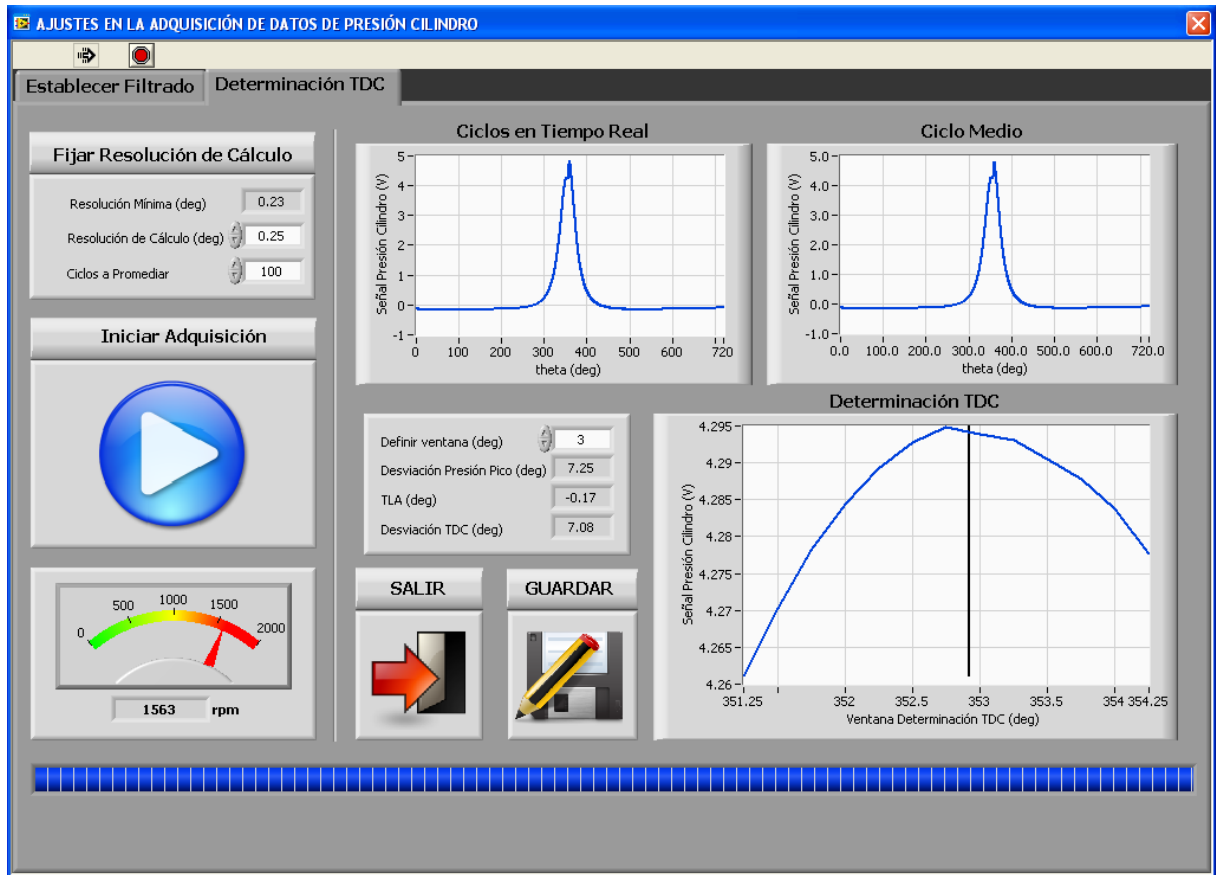 AJUSTES EN LA ADQUISICIÓN DE DATOS DE PRESIÓN CILINDRO
Establecer Filtrado
Determinación TDC
Fijar Resolución de Cálculo
Resolución Mínima (deg) 0.23
Resolución de Cálculo (deg) 0.25
Ciclos a Promediar 100
Iniciar Adquisición
0 500 1000 1500 2000
1563 rpm
Ciclos en Tiempo Real
Señal Presión Cilindro (V)
5
4
3
2
1
0
-1
0 100 200 300 400 500 600 720
theta (deg)
Ciclo Medio
Señal Presión Cilindro (V)
5.0
4.0
3.0
2.0
1.0
0.0
-1.0
0.0 100.0 200.0 300.0 400.0 500.0 600.0 720.0
theta (deg)
Definir ventana (deg) 3
Desviación Presión Pico (deg) 7.25
TLA (deg) -0.17
Desviación TDC (deg) 7.08
SALIR
GUARDAR
Determinación TDC
Señal Presión Cilindro (V)
4.295
4.29
4.285
4.28
4.275
4.27
4.265
4.26
351.25 352 352.5 353 353.5 354 354.25
Ventana Determinación TDC (deg)